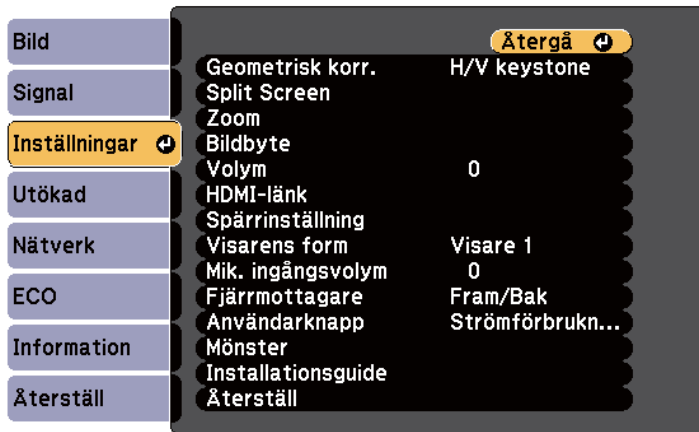 Bild
Signal
Inställningar
Utökad
Nätverk
ECO
Information
Återställ
Återgå
Geometrisk korr. H/V keystone
Split Screen
Zoom
Bildbyte
Volym 0
HDMI-länk
Spärrinställning
Visarens form Visare 1
Mik. ingångsvolym 0
Fjärrmottagare Fram/Bak
Användarknapp Strömförbrukn...
Mönster
Installationsguide
Återställ